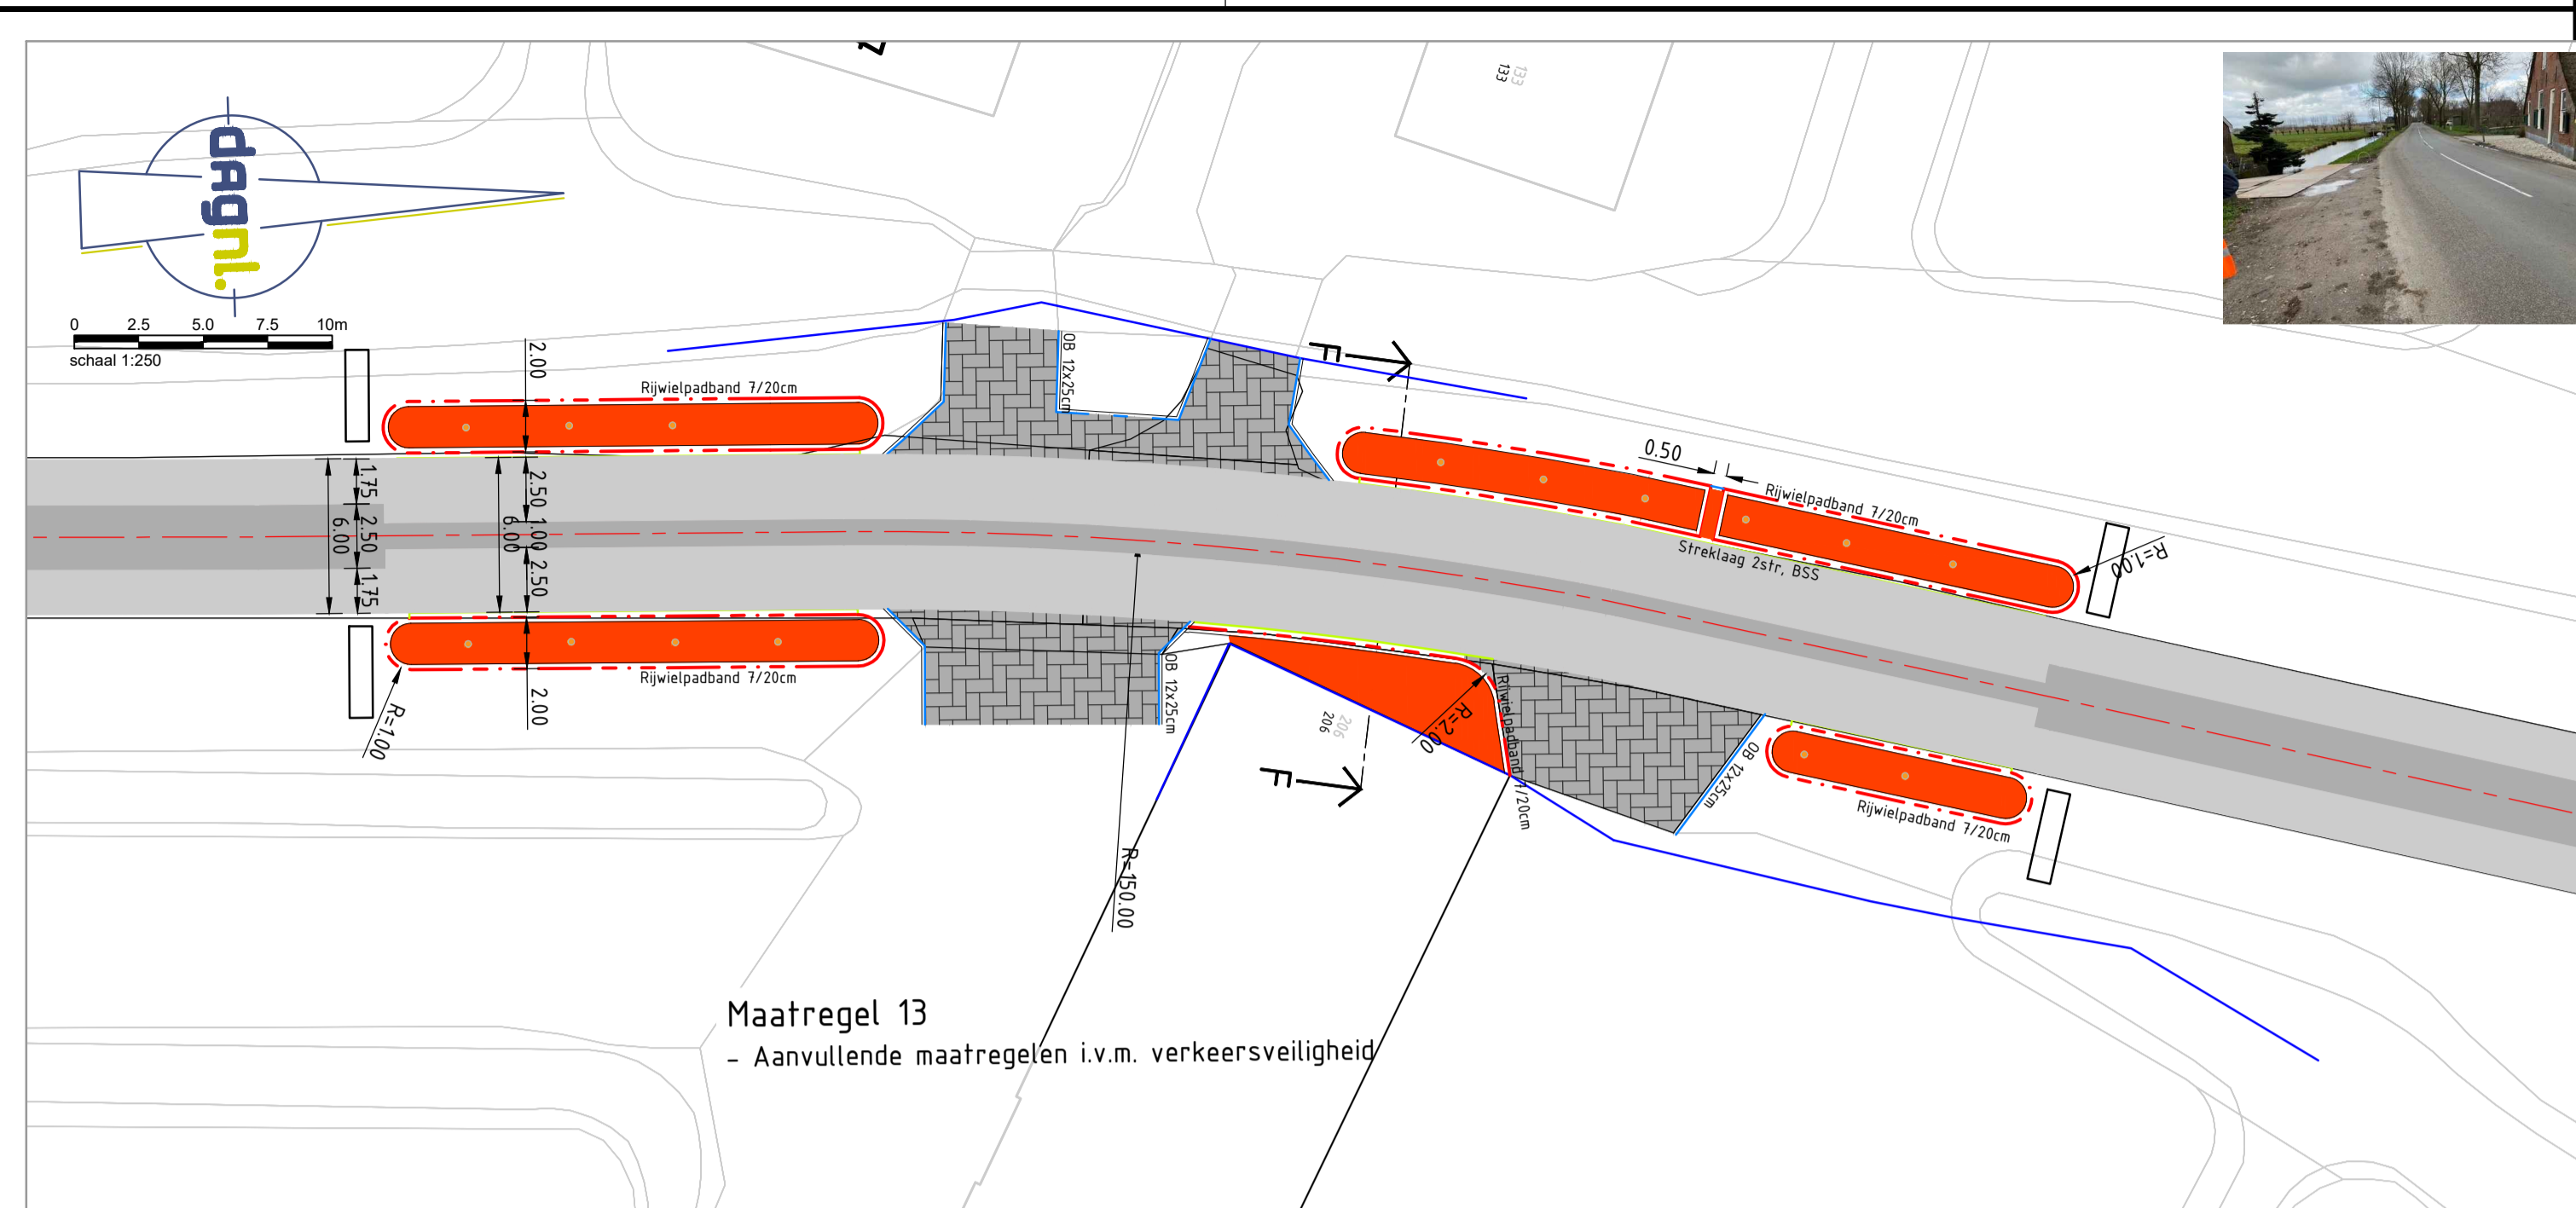 133
133
dAgnl.
0 2.5 5.0 7.5 10m
schaal 1:250
2.00
Rijwielpadband 7/20cm
OB 12x25cm
F
0.50
Rijwielpadband 7/20cm
Streklaag 2str, BSS
R=1.00
1.75
2.50
1.75
6.00
6.00
2.50
1.00
2.50
2.00
Rijwielpadband 7/20cm
R=1.00
OB 12x25cm
R=150.00
206
206
F
R=2.00
Rijwielpadband 7/20cm
OB 12x25cm
Rijwielpadband 7/20cm
Maatregel 13
- Aanvullende maatregelen i.v.m. verkeersveiligheid